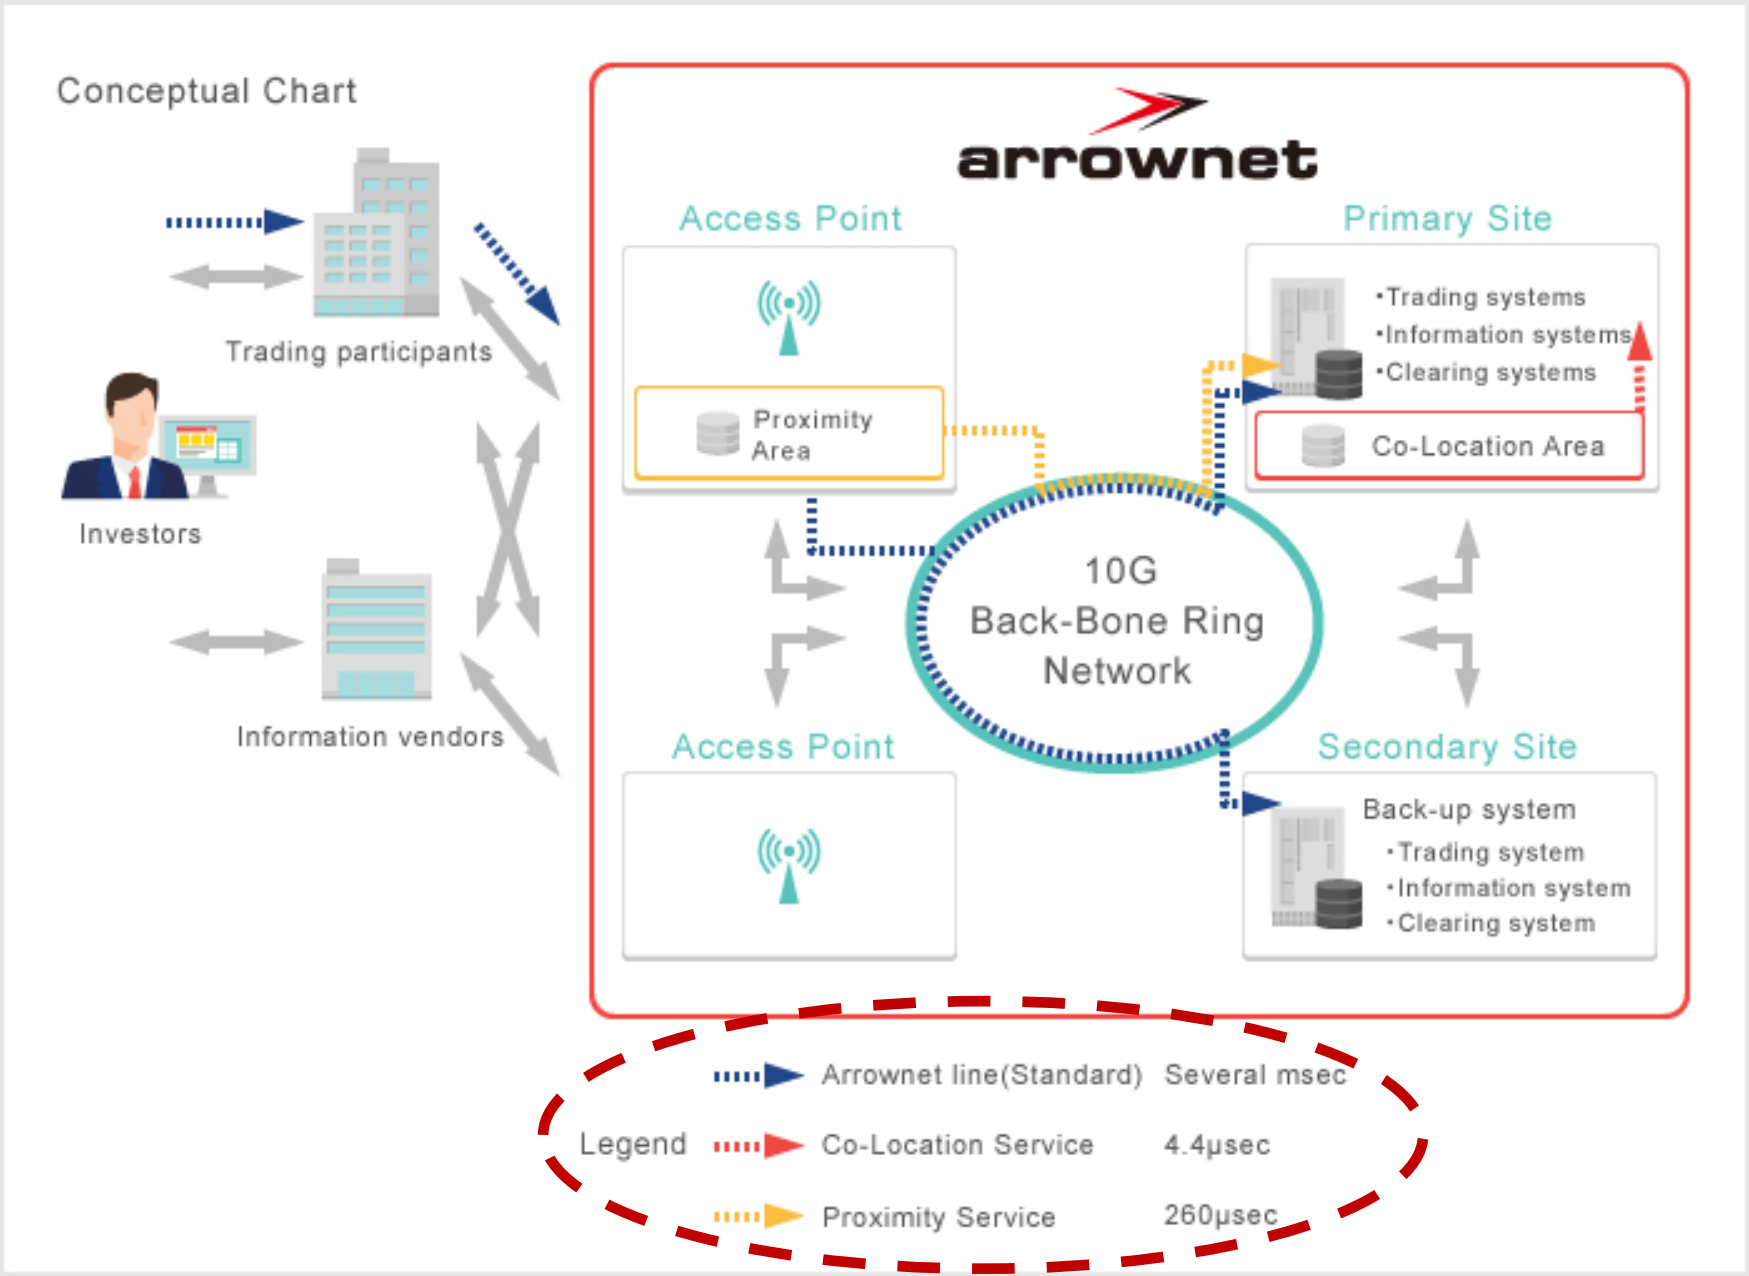 Conceptual Chart
arrownet
Access Point
Primary Site
・Trading systems
・Information systems
・Clearing systems
Trading participants
Proximity
Area
Co-Location Area
Investors
10G
Back-Bone Ring
Network
Information vendors
Access Point
Secondary Site
Back-up system
・Trading system
・Information system
・Clearing system
Legend
Arrownet line(Standard) Several msec
Co-Location Service 4.4μsec
Proximity Service 260μsec